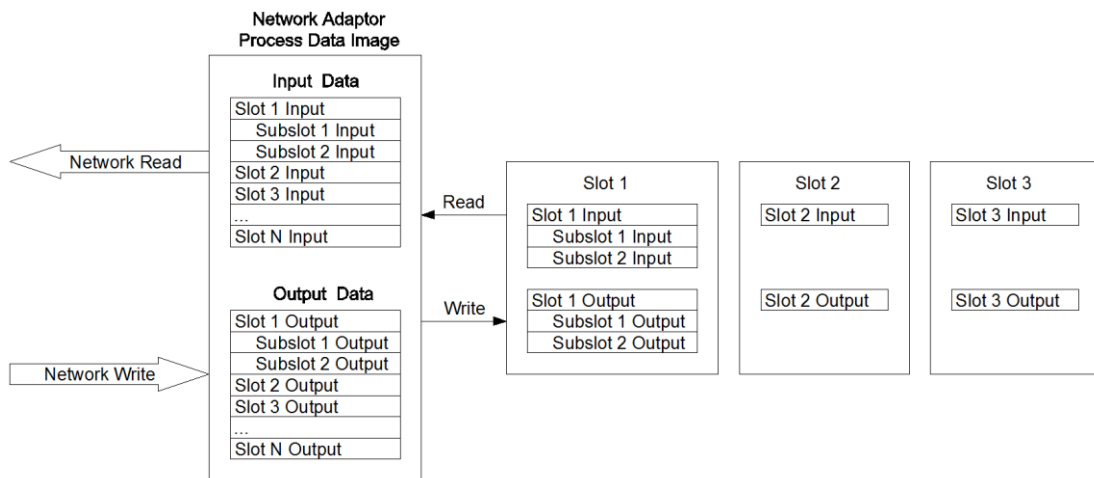 Network Adaptor
Process Data Image
Input Data
Slot 1 Input
Subslot 1 Input
Subslot 2 Input
Slot 2 Input
Slot 3 Input
...
Slot N Input
Network Read
Output Data
Slot 1 Output
Subslot 1 Output
Subslot 2 Output
Slot 2 Output
Slot 3 Output
...
Slot N Output
Network Write
Read
Write
Slot 1
Slot 1 Input
Subslot 1 Input
Subslot 2 Input
Slot 1 Output
Subslot 1 Output
Subslot 2 Output
Slot 2
Slot 2 Input
Slot 2 Output
Slot 3
Slot 3 Input
Slot 3 Output